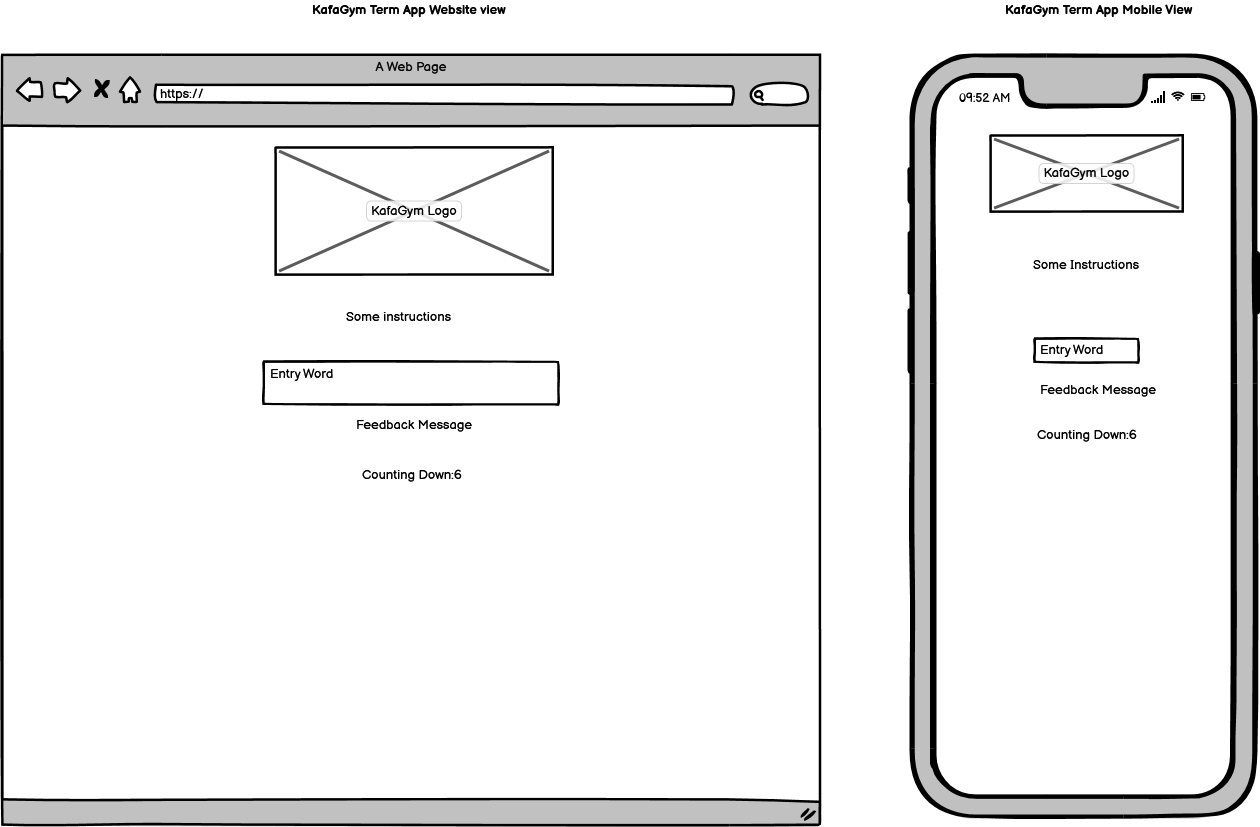 KafaGym Term App Website view
A Web Page
https://
KafaGym Logo
Some instructions
Entry Word
Feedback Message
Counting Down:6
KafaGym Term App Mobile View
09:52 AM
KafaGym Logo
Some Instructions
Entry Word
Feedback Message
Counting Down:6